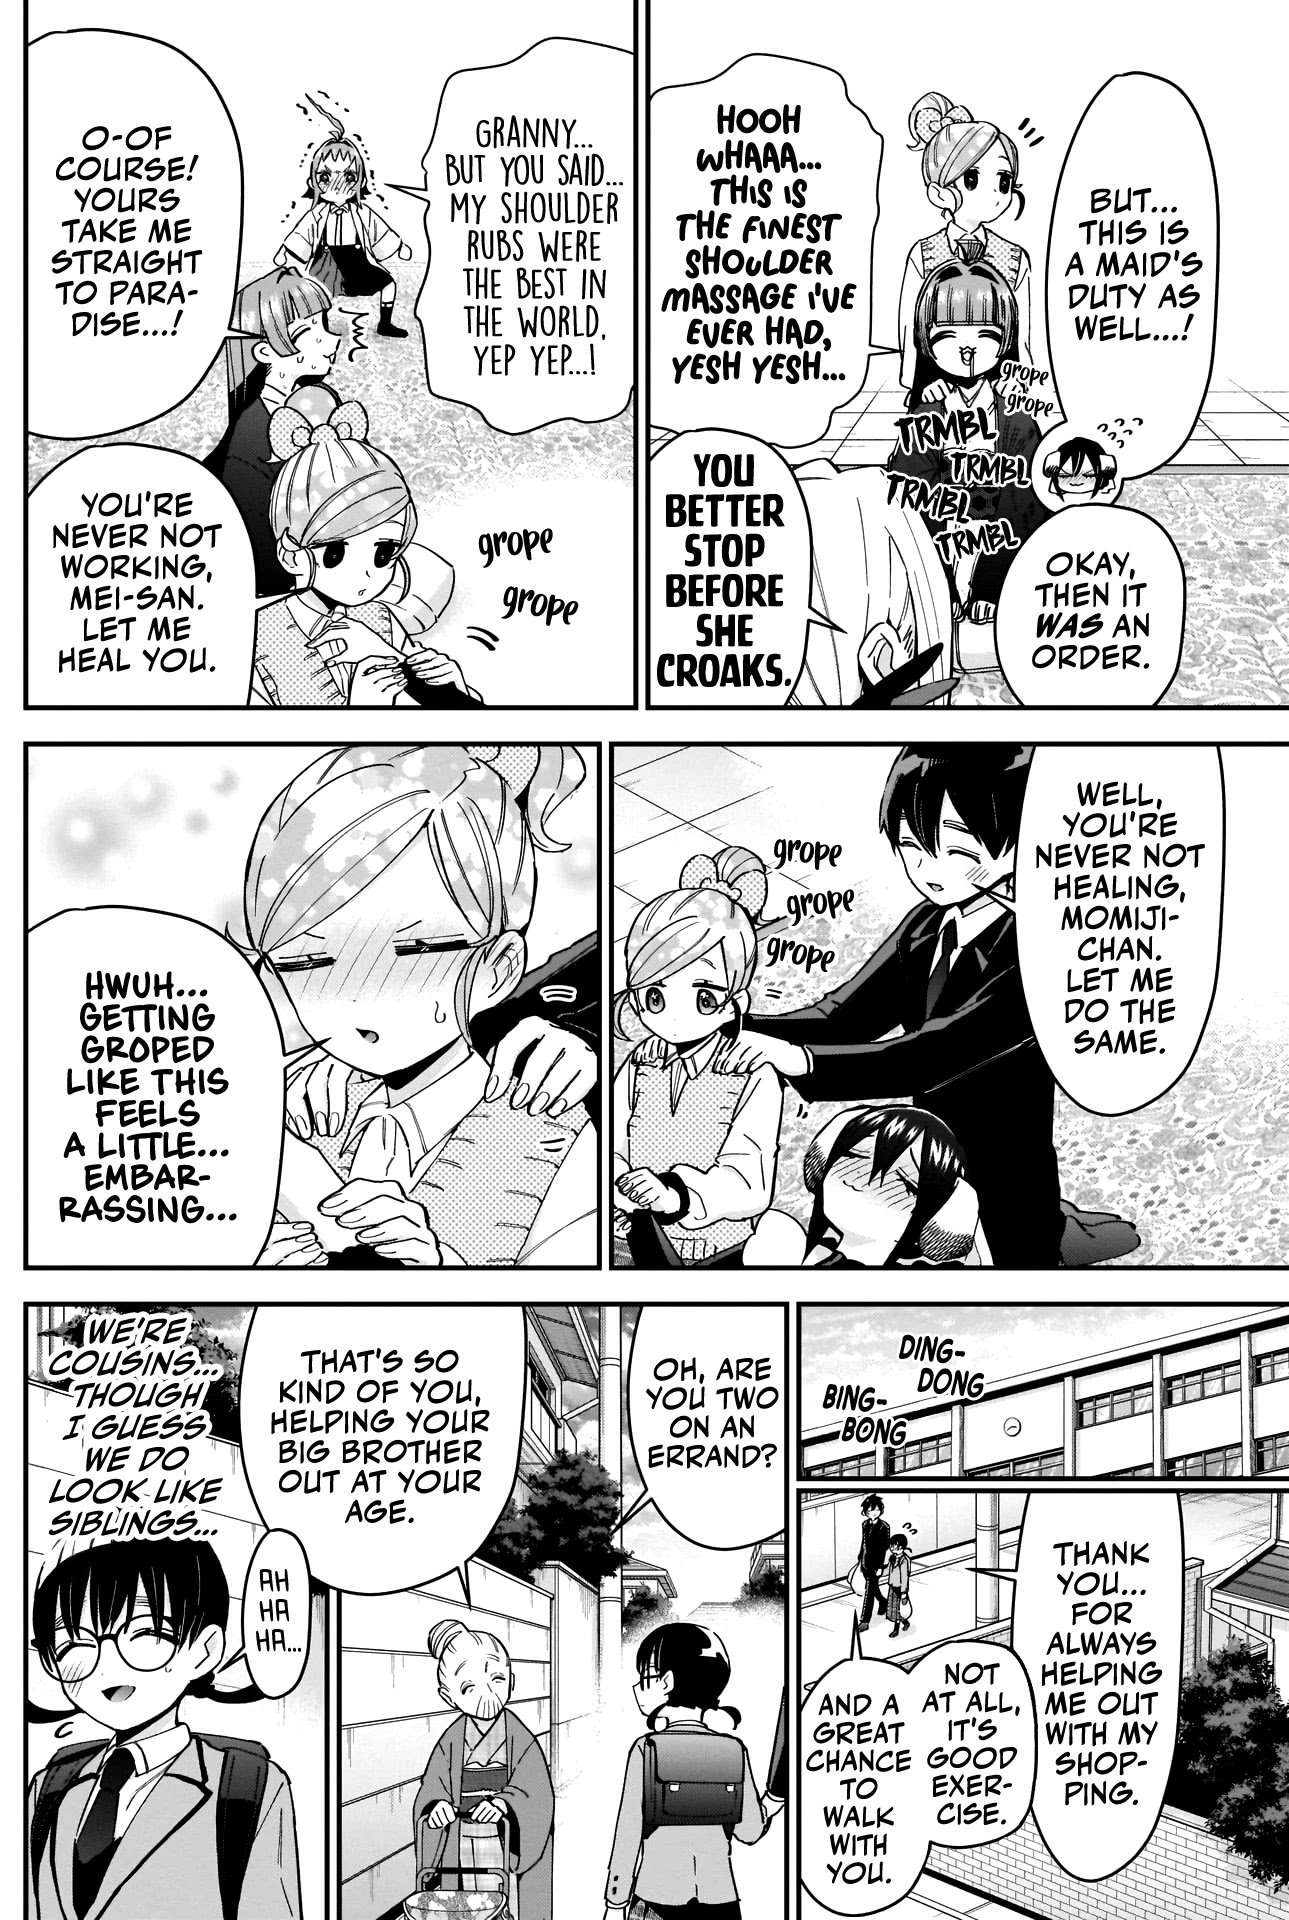 BUT...
THIS IS
A MAID'S
DUTY AS
WELL...!
HOOH
WHAAA...
THIS IS
THE FINEST
SHOULDER
MASSAGE I'VE
EVER HAD,
YESH YESH...
grope
grope
TRMBL
TRMBL
TRMBL
TRMBL
OKAY,
THEN IT
WAS AN
ORDER.
YOU
BETTER
STOP
BEFORE
SHE
CROAKS.
GRANNY...
BUT YOU SAID...
MY SHOULDER
RUBS WERE
THE BEST IN
THE WORLD,
YEP YEP...!
O-OF
COURSE!
YOURS
TAKE ME
STRAIGHT
TO PARA-
DISE...!
YOU'RE
NEVER NOT
WORKING,
MEI-SAN.
LET ME
HEAL YOU.
grope
grope
WELL,
YOU'RE
NEVER NOT
HEALING,
MOMIJI-
CHAN.
LET ME
DO THE
SAME.
grope
grope
grope
HWUH...
GETTING
GROPED
LIKE THIS
FEELS
A LITTLE...
EMBAR-
RASSING...
DING-
DONG
BING-
BONG
THANK
YOU...
FOR
ALWAYS
HELPING
ME OUT
WITH MY
SHOP-
PING.
NOT
AT ALL,
IT'S
GOOD
EXER-
CISE.
AND A
GREAT
CHANCE
TO
WALK
WITH
YOU.
OH, ARE
YOU TWO
ON AN
ERRAND?
THAT'S SO
KIND OF YOU,
HELPING YOUR
BIG BROTHER
OUT AT YOUR
AGE.
WE'RE
COUSINS...
THOUGH
I GUESS
WE DO
LOOK LIKE
SIBLINGS...
AH
HA
HA...